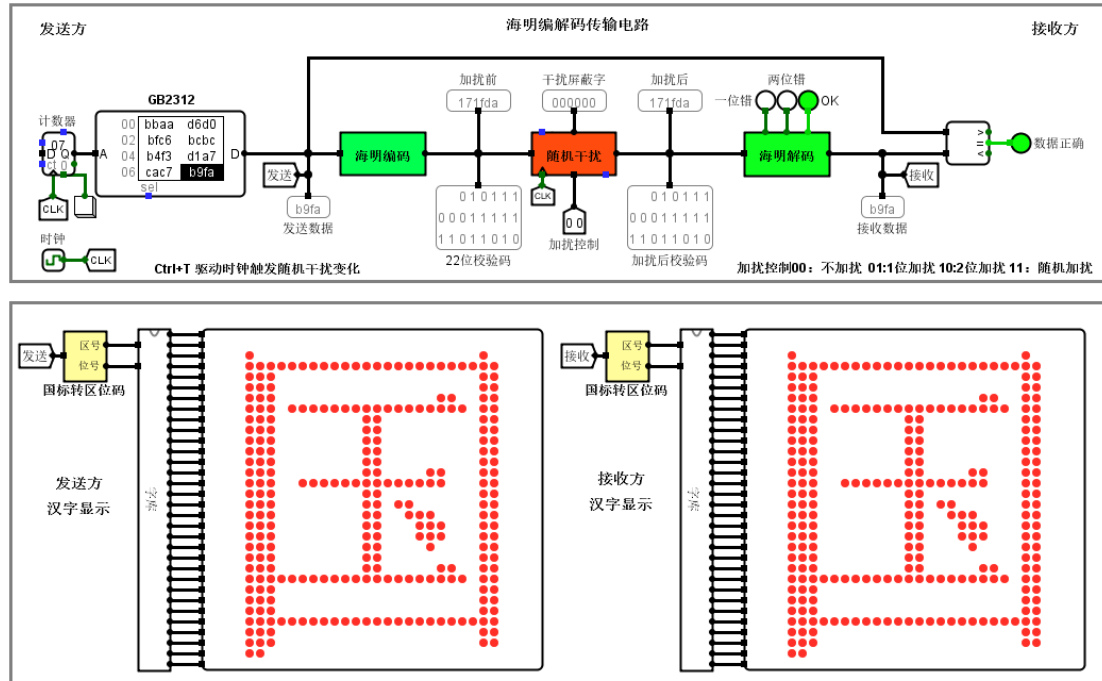 海明编解码传输电路
发送方
接收方
GB2312
计数器
07
D Q
ct 0
A
00 bbaa d6d0
02 bfc6 bcbc
04 b4f3 d1a7
06 cac7 b9fa
sel
D
CLK
时钟
CLK
Ctrl+T 驱动时钟触发随机干扰变化
发送
b9fa
发送数据
海明编码
加扰前
171fda
0 1 0 1 1 1
0 0 0 1 1 1 1 1
1 1 0 1 1 0 1 0
22位校验码
干扰屏蔽字
000000
随机干扰
CLK
0 0
加扰控制
加扰后
171fda
0 1 0 1 1 1
0 0 0 1 1 1 1 1
1 1 0 1 1 0 1 0
加扰后校验码
两位错
一位错
OK
海明解码
接收
b9fa
接收数据
>
=
<
数据正确
加扰控制00：不加扰 01:1位加扰 10:2位加扰 11：随机加扰
发送
区号
位号
国标转区位码
发送方
汉字显示
字库
国
接收
区号
位号
国标转区位码
接收方
汉字显示
字库
国